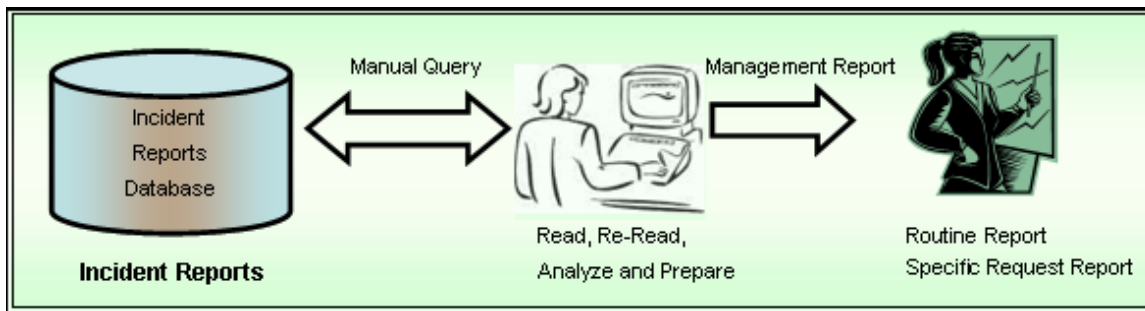 Incident
Reports
Database
Incident Reports
Manual Query
Read, Re-Read,
Analyze and Prepare
Management Report
Routine Report
Specific Request Report